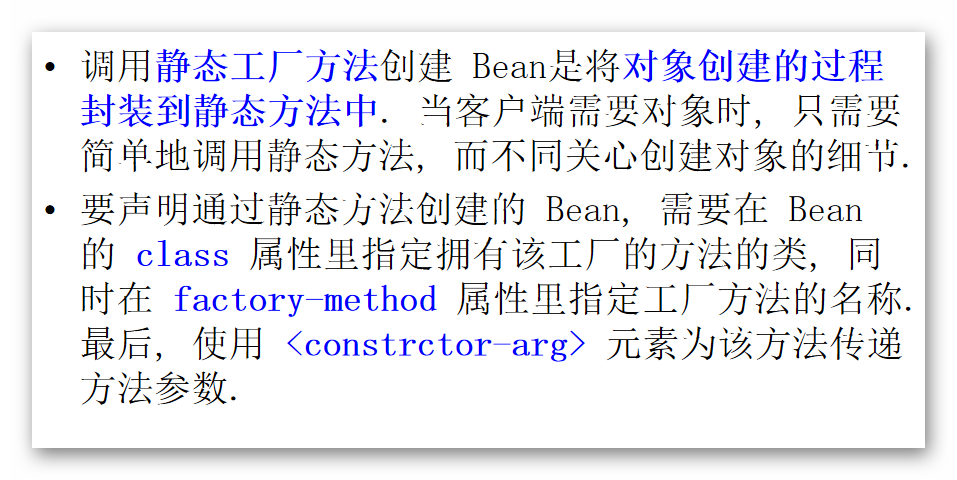 • 调用静态工厂方法创建 Bean是将对象创建的过程
封装到静态方法中. 当客户端需要对象时, 只需要
简单地调用静态方法, 而不同关心创建对象的细节.
• 要声明通过静态方法创建的 Bean, 需要在 Bean
的 class 属性里指定拥有该工厂的方法的类, 同
时在 factory-method 属性里指定工厂方法的名称.
最后, 使用 <constrctor-arg> 元素为该方法传递
方法参数.